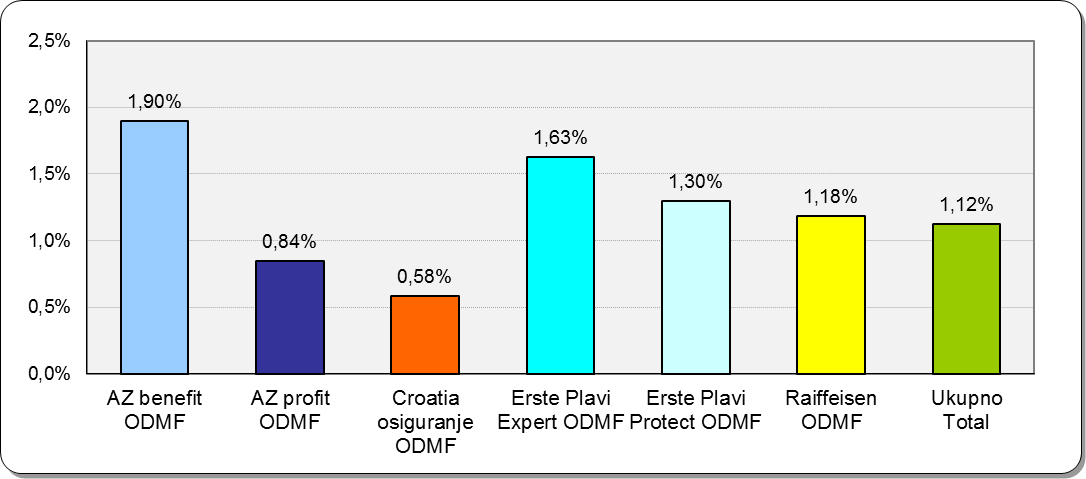 2,5%
2,0%
1,5%
1,0%
0,5%
0,0%
1,90%
0,84%
0,58%
1,63%
1,30%
1,18%
1,12%
AZ benefit
ODMF
AZ profit
ODMF
Croatia
osiguranje
ODMF
Erste Plavi
Expert ODMF
Erste Plavi
Protect ODMF
Raiffeisen
ODMF
Ukupno
Total